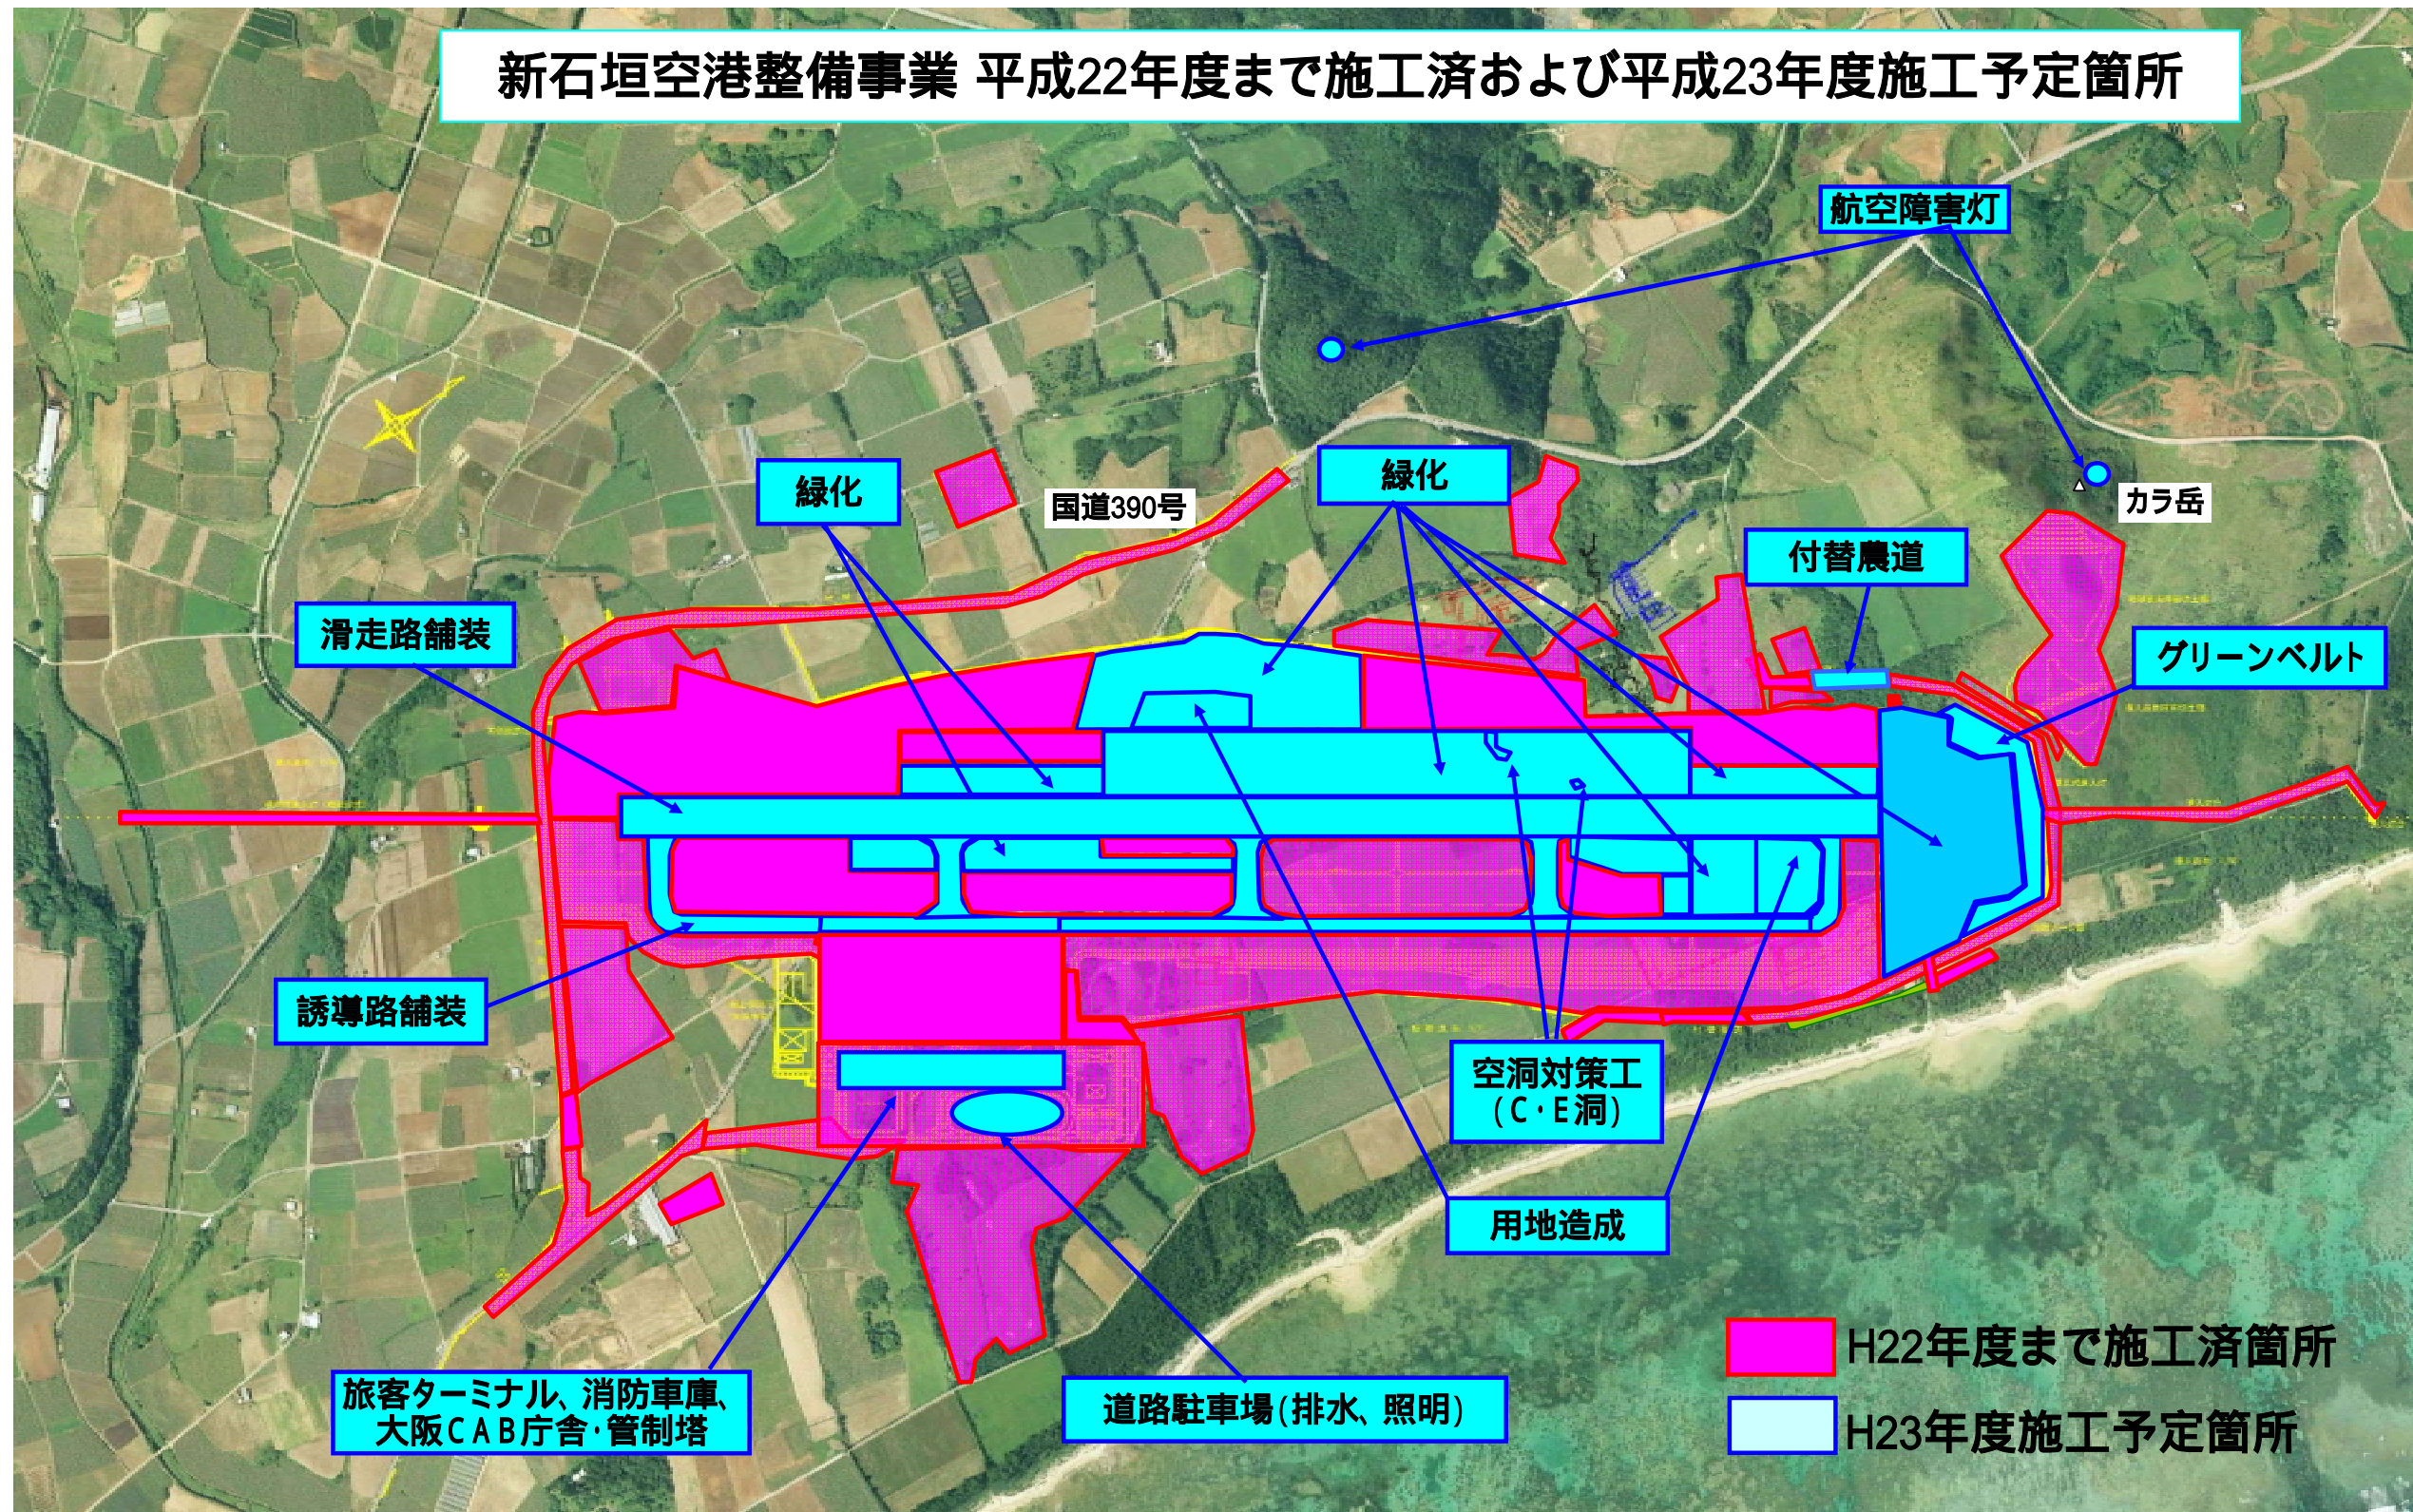 新石垣空港整備事業 平成22年度まで施工済および平成23年度施工予定箇所
航空障害灯
緑化
緑化
国道390号
カラ岳
付替農道
滑走路舗装
グリーンベルト
誘導路舗装
空洞対策工
(C・E洞)
用地造成
旅客ターミナル、消防車庫、
大阪CAB庁舎・管制塔
道路駐車場(排水、照明)
H22年度まで施工済箇所
H23年度施工予定箇所